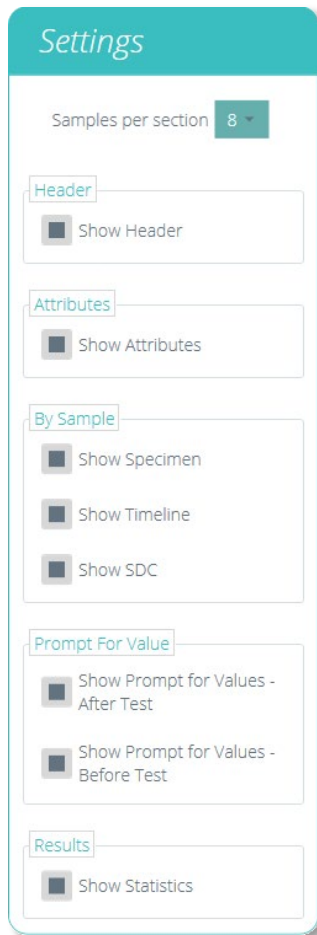 Settings
Samples per section 8
Header
Show Header
Attributes
Show Attributes
By Sample
Show Specimen
Show Timeline
Show SDC
Prompt For Value
Show Prompt for Values -
After Test
Show Prompt for Values -
Before Test
Results
Show Statistics